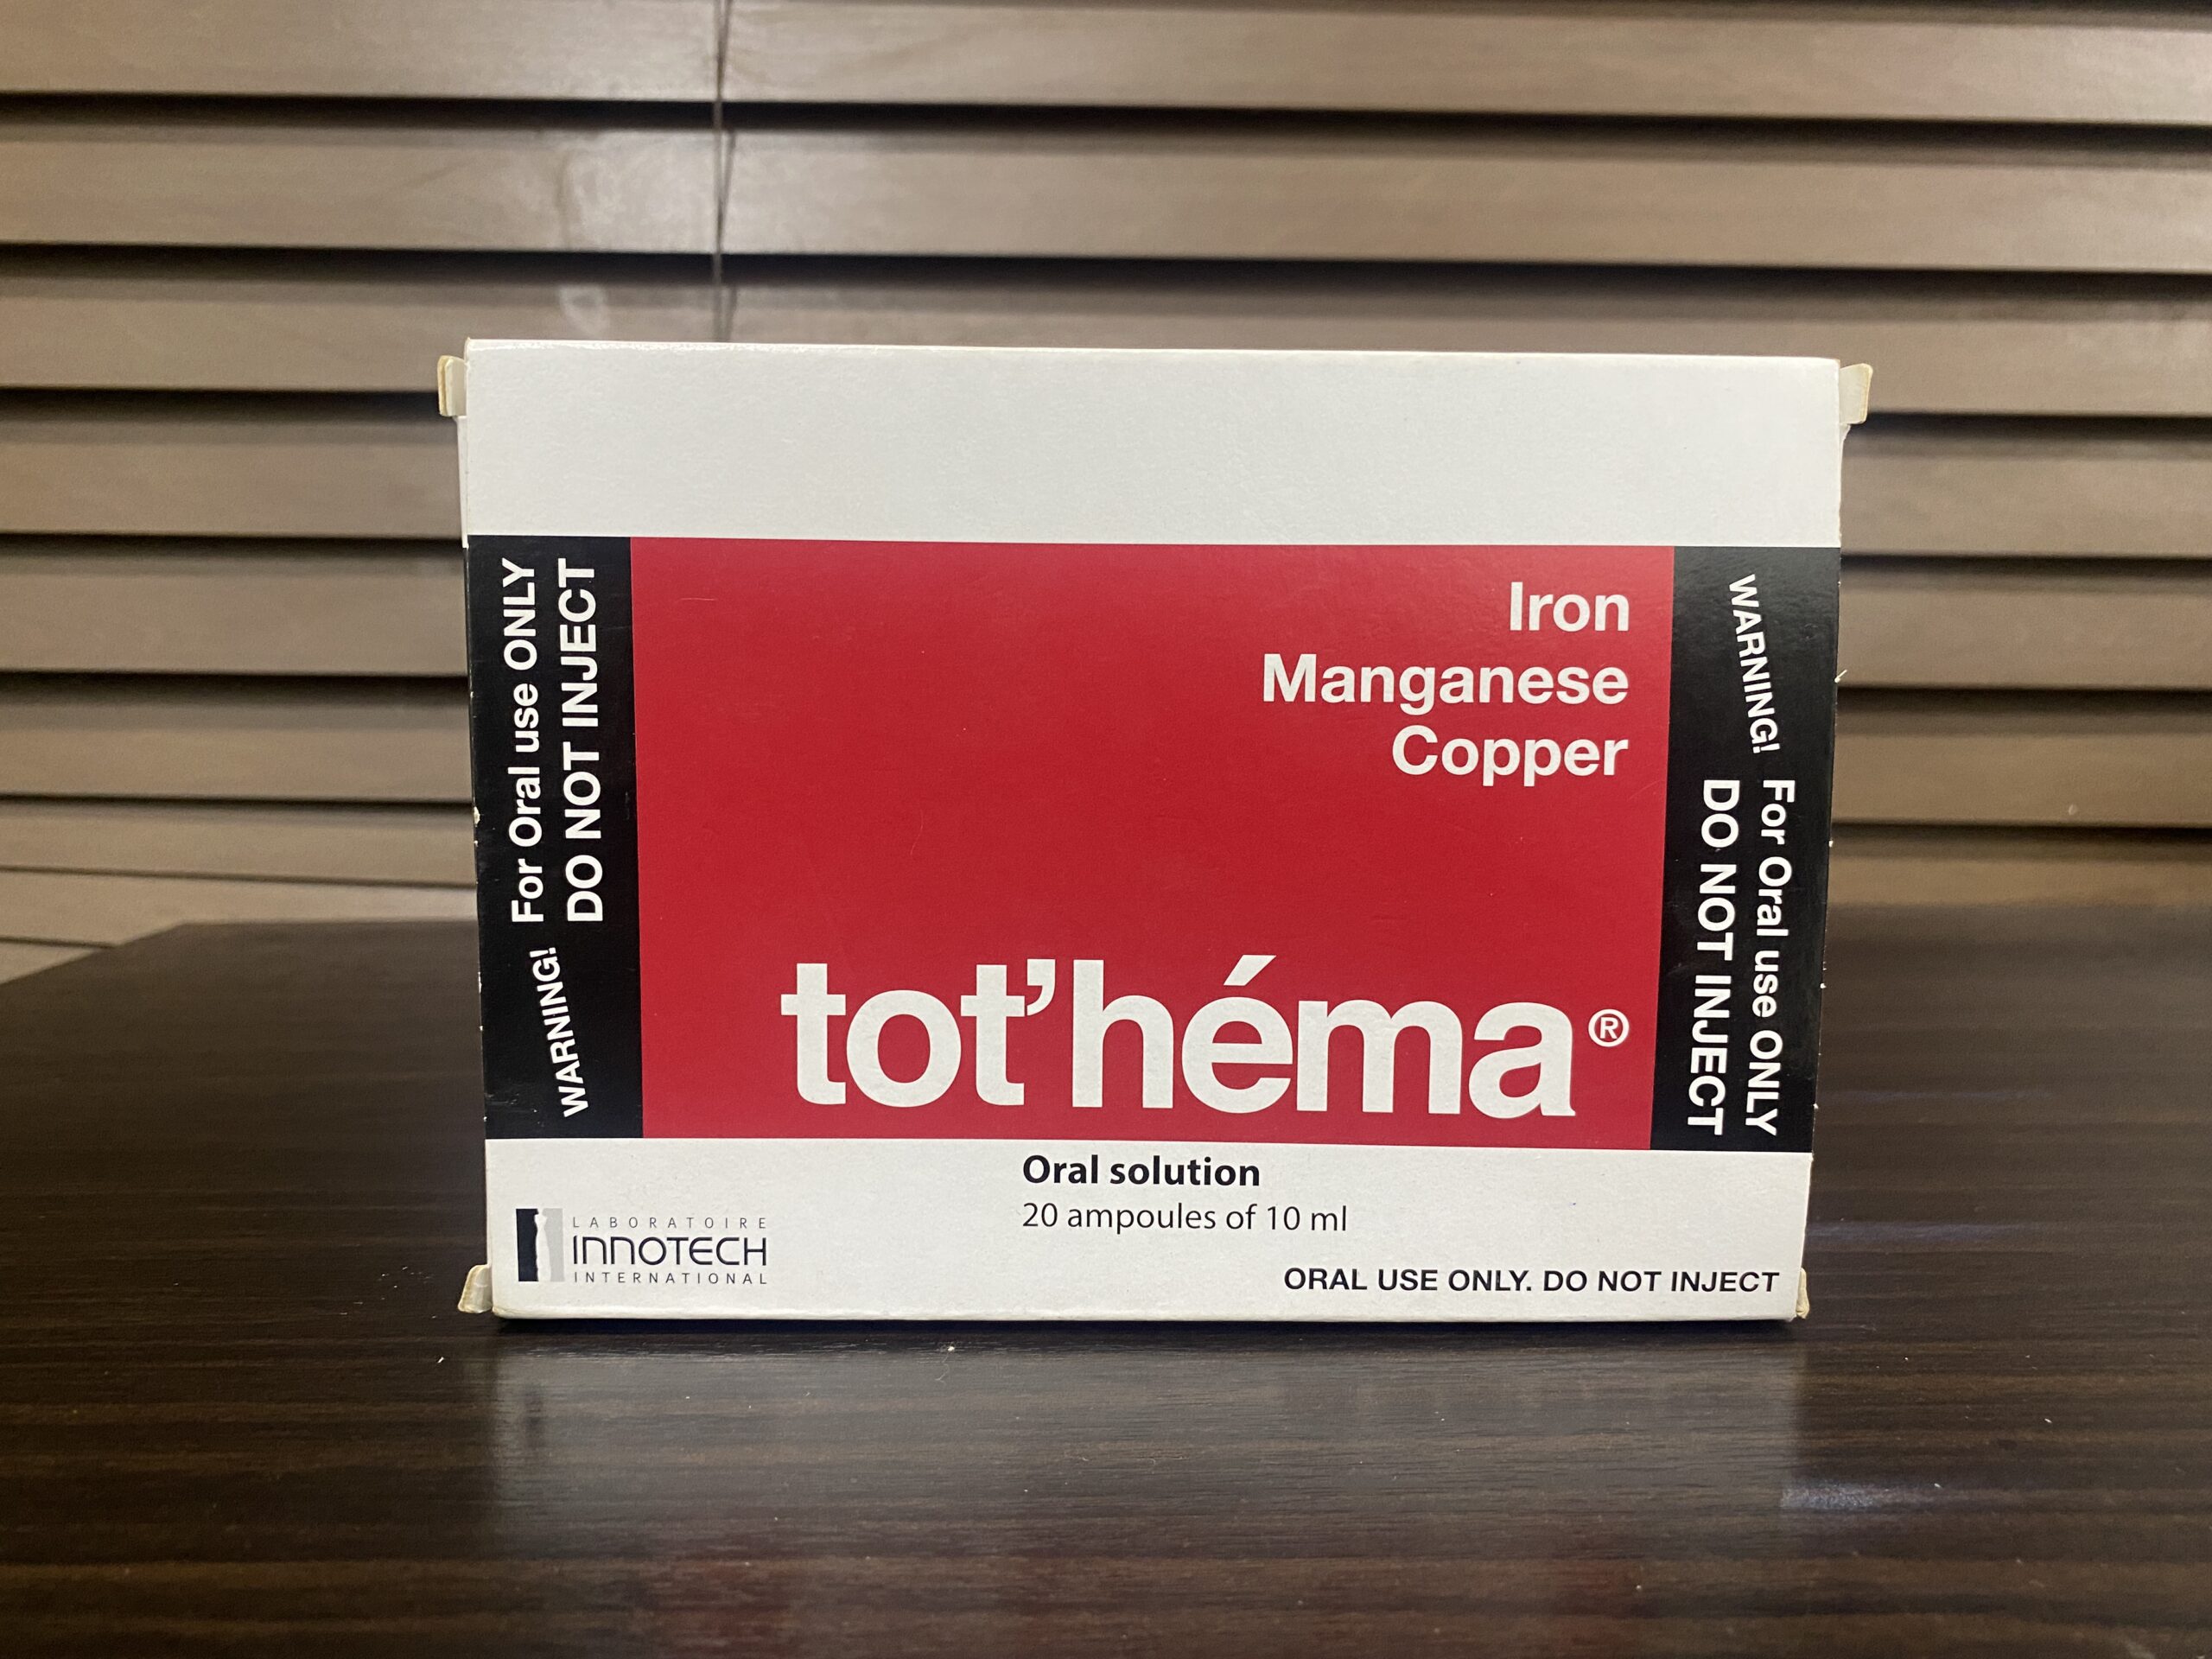 WARNING! For Oral use ONLY
DO NOT INJECT
Iron
Manganese
Copper
tot'héma®
WARNING! For Oral use ONLY
DO NOT INJECT
Oral solution
20 ampoules of 10 ml
LABORATOIRE
INNOTECH
INTERNATIONAL
ORAL USE ONLY. DO NOT INJECT